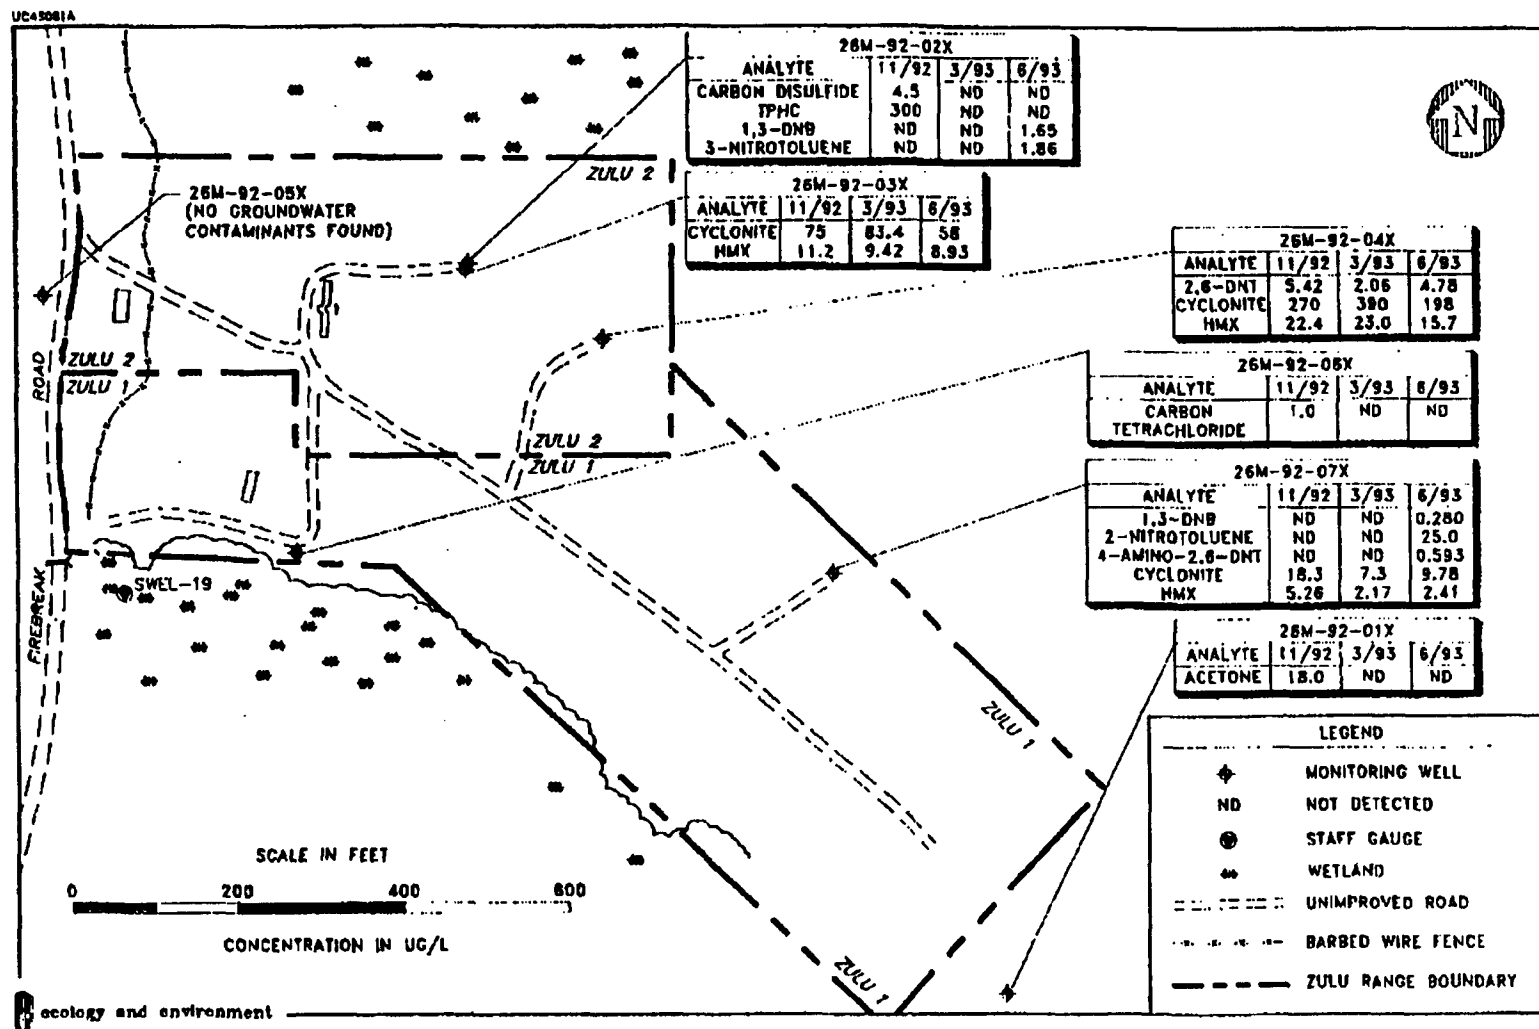 UC43081A
26M-92-02X
ANALYTE 11/92 3/93 6/93
CARBON DISULFIDE 4.5 ND ND
TPHC 300 ND ND
1,3-DNB ND ND 1.65
3-NITROTOLUENE ND ND 1.86
N
ZULU 2
26M-92-05X
(NO GROUNDWATER
CONTAMINANTS FOUND)
26M-92-03X
ANALYTE 11/92 3/93 6/93
CYCLONITE 75 83.4 58
HMX 11.2 9.42 8.93
26M-92-04X
ANALYTE 11/92 3/93 6/93
2,6-DNT 5.42 2.06 4.78
CYCLONITE 270 390 198
HMX 22.4 23.0 15.7
ZULU 2
ZULU 1
ROAD
26M-92-06X
ANALYTE 11/92 3/93 6/93
CARBON 1.0 ND ND
TETRACHLORIDE
ZULU 2
ZULU 1
26M-92-07X
ANALYTE 11/92 3/93 6/93
1,3-DNB ND ND 0.280
2-NITROTOLUENE ND ND 25.0
4-AMINO-2,6-DNT ND ND 0.593
CYCLONITE 18.3 7.3 9.78
HMX 5.26 2.17 2.41
SWEL-19
FIREBREAK
26M-92-01X
ANALYTE 11/92 3/93 6/93
ACETONE 18.0 ND ND
ZULU 1
LEGEND
MONITORING WELL
ND NOT DETECTED
STAFF GAUGE
WETLAND
UNIMPROVED ROAD
BARBED WIRE FENCE
ZULU RANGE BOUNDARY
SCALE IN FEET
0 200 400 600
CONCENTRATION IN UG/L
ZULU 1
ecology and environment